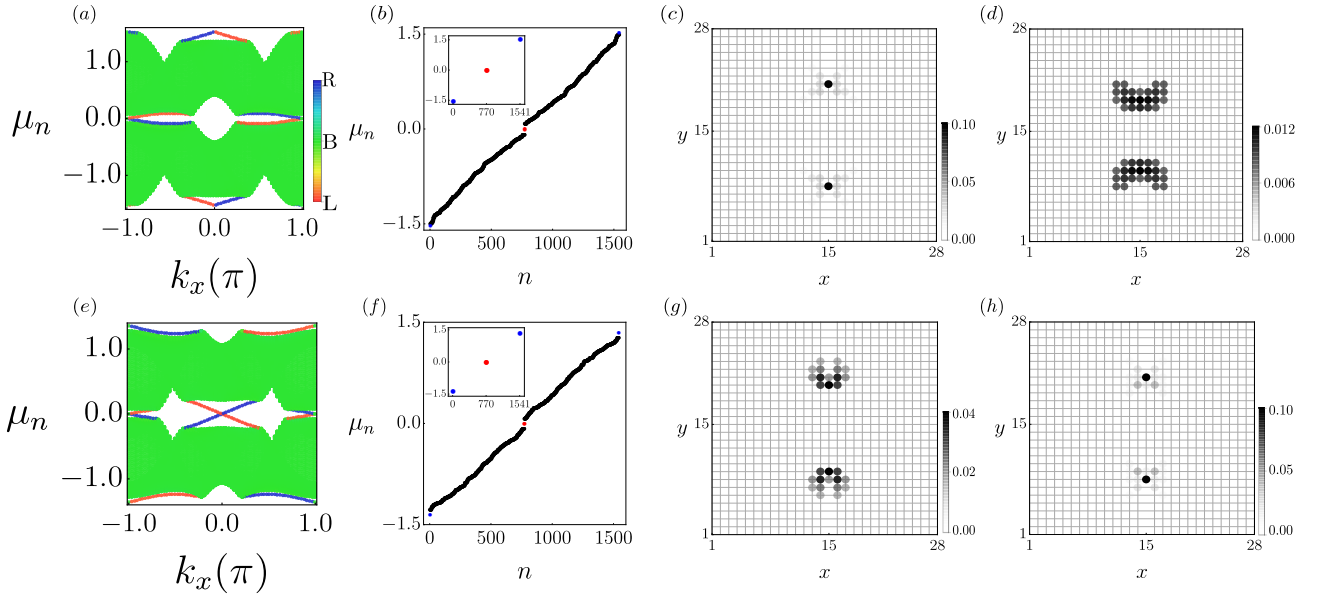 (a)
1.0
0.0
−1.0
μn
−1.0 0.0 1.0
kx(π)
R
B
L
(b)
1.5
0.0
−1.5
μn
0 500 1000 1500
n
1.5
0.0
−1.5
0 770 1541
(c)
28
15
1
y
15 28
x
0.10
0.05
0.00
(d)
28
15
1
y
15 28
x
0.012
0.006
0.000
(e)
1.0
0.0
−1.0
μn
−1.0 0.0 1.0
kx(π)
(f)
1.5
0.0
−1.5
μn
0 500 1000 1500
n
1.5
0.0
−1.5
0 770 1541
(g)
28
15
1
y
1 15 28
x
0.04
0.02
0.00
(h)
28
15
1
y
1 15 28
x
0.10
0.05
0.00